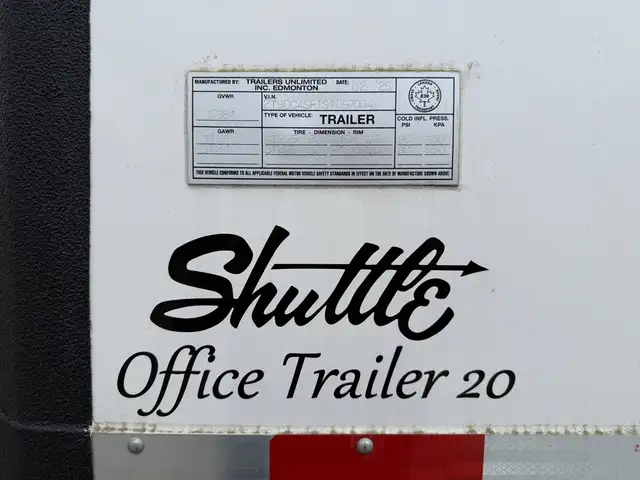 MANUFACTURED BY: TRAILERS UNLIMITED INC. EDMONTON DATE: 02 25
GVWR V.I.N.
TYPE OF VEHICLE: TRAILER COLD INFL. PRESS.
PSI KPA
GAWR TIRE - DIMENSION - RIM
THIS VEHICLE CONFORMS TO ALL APPLICABLE FEDERAL MOTOR VEHICLE SAFETY STANDARDS IN EFFECT ON THE DATE OF MANUFACTURE SHOWN ABOVE
Shuttle
Office Trailer 20